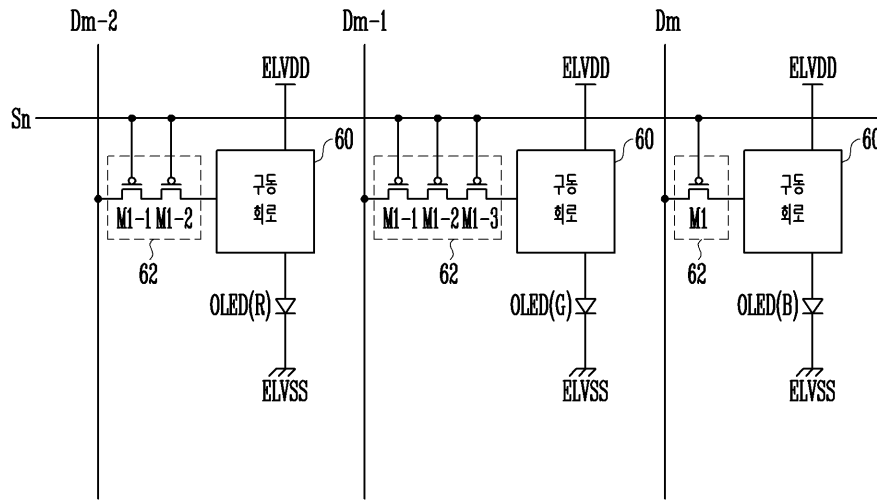 Dm-2 Dm-1 Dm
ELVDD ELVDD ELVDD
Sn
60 60 60
구동 구동 구동
회로 회로 회로
M1-1 M1-2 M1-1 M1-2 M1-3 M1
62 62 62
OLED(R) OLED(G) OLED(B)
ELVSS ELVSS ELVSS